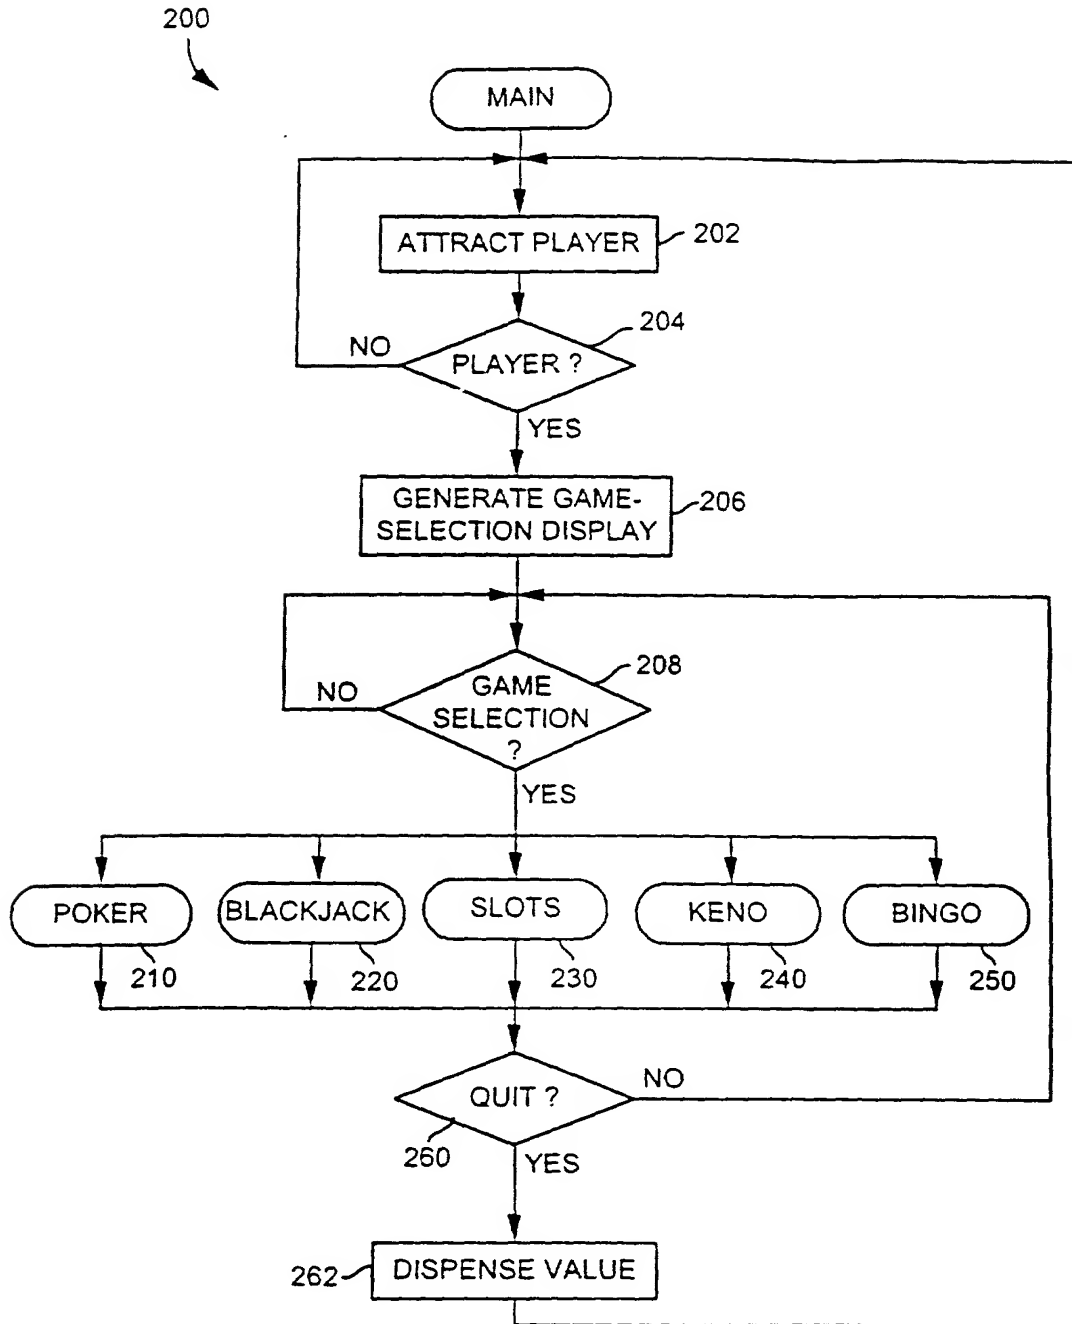 200
MAIN
ATTRACT PLAYER
202
204
NO
PLAYER ?
YES
GENERATE GAME-
SELECTION DISPLAY
206
208
NO
GAME
SELECTION
?
YES
POKER
BLACKJACK
SLOTS
KENO
BINGO
210
220
230
240
250
QUIT ?
NO
260
YES
262
DISPENSE VALUE